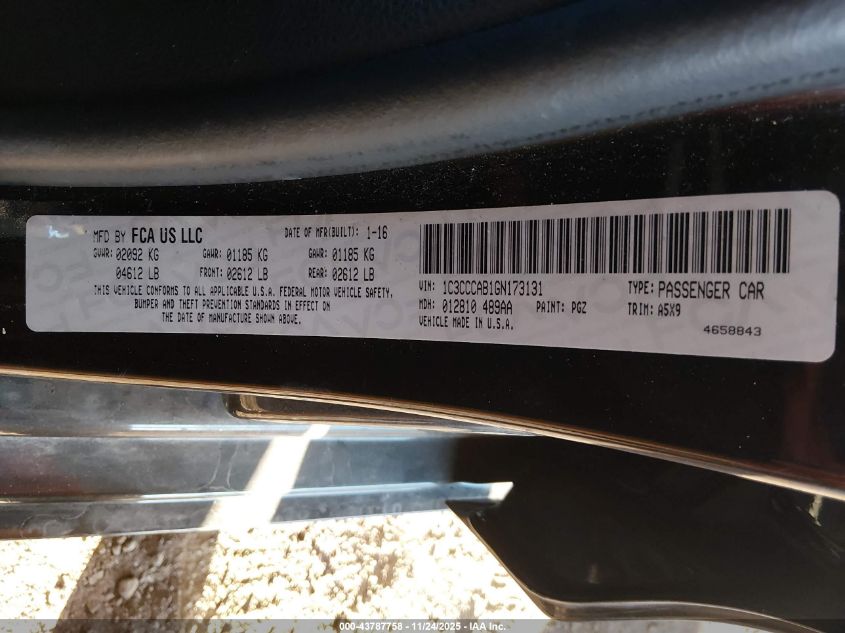 MFD BY FCA US LLC DATE OF MFR(BUILT): 1-16
GVWR: 02092 KG GAWR: 01185 KG GAWR: 01185 KG
04612 LB FRONT: 02612 LB REAR: 02612 LB
THIS VEHICLE CONFORMS TO ALL APPLICABLE U.S.A. FEDERAL MOTOR VEHICLE SAFETY,
BUMPER AND THEFT PREVENTION STANDARDS IN EFFECT ON
THE DATE OF MANUFACTURE SHOWN ABOVE.
VIN: 1C3CCCAB1GN173131 TYPE: PASSENGER CAR
MDH: 012810 489AA PAINT: PGZ TRIM: A5X9
VEHICLE MADE IN U.S.A. 4658843
000-43787758 - 11/24/2025 - IAA Inc.